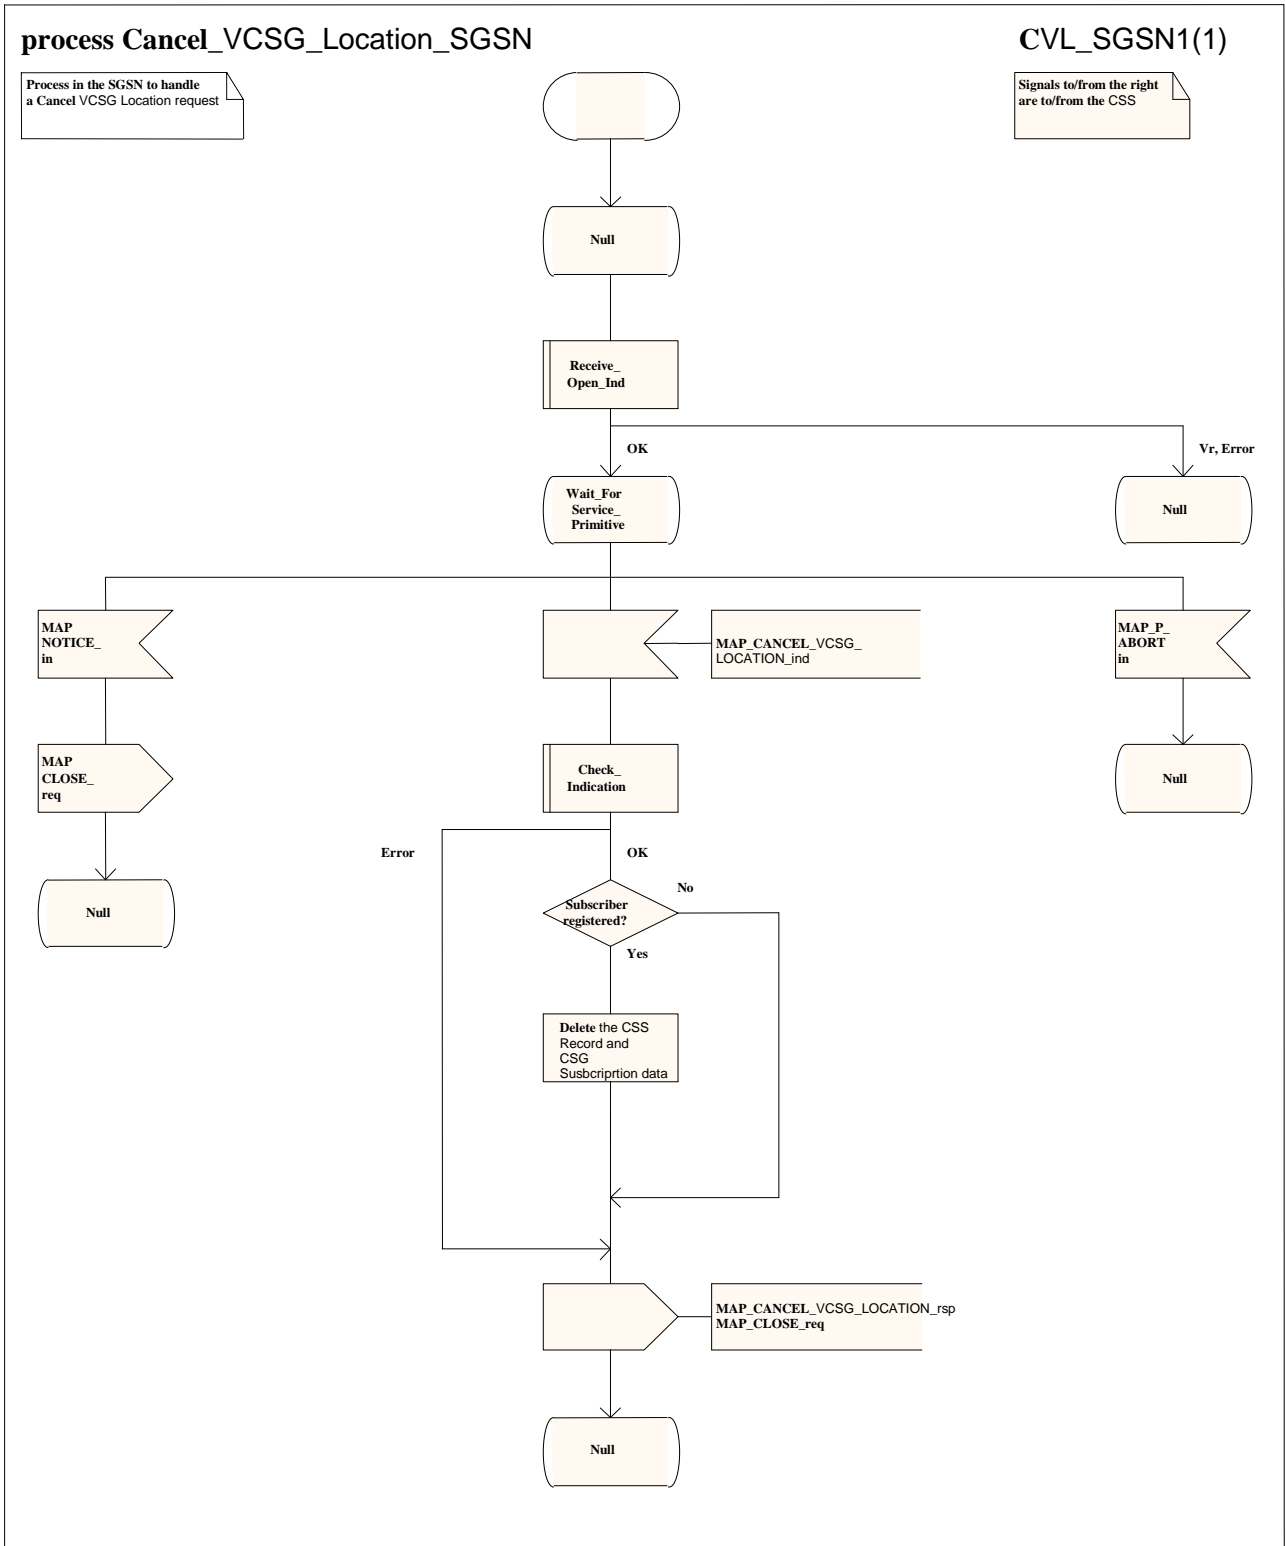 process Cancel_VCSG_Location_SGSN
CVL_SGSN1(1)
Process in the SGSN to handle
a Cancel VCSG Location request
Signals to/from the right
are to/from the CSS
Null
Receive_
Open_Ind
OK
Vr, Error
Wait_For
Service_
Primitive
Null
MAP
NOTICE_
in
MAP_CANCEL_VCSG_
LOCATION_ind
MAP_P_
ABORT
in
MAP
CLOSE_
req
Check_
Indication
Null
Error
OK
No
Subscriber
registered?
Null
Yes
Delete the CSS
Record and
CSG
Susbcriprtion data
MAP_CANCEL_VCSG_LOCATION_rsp
MAP_CLOSE_req
Null